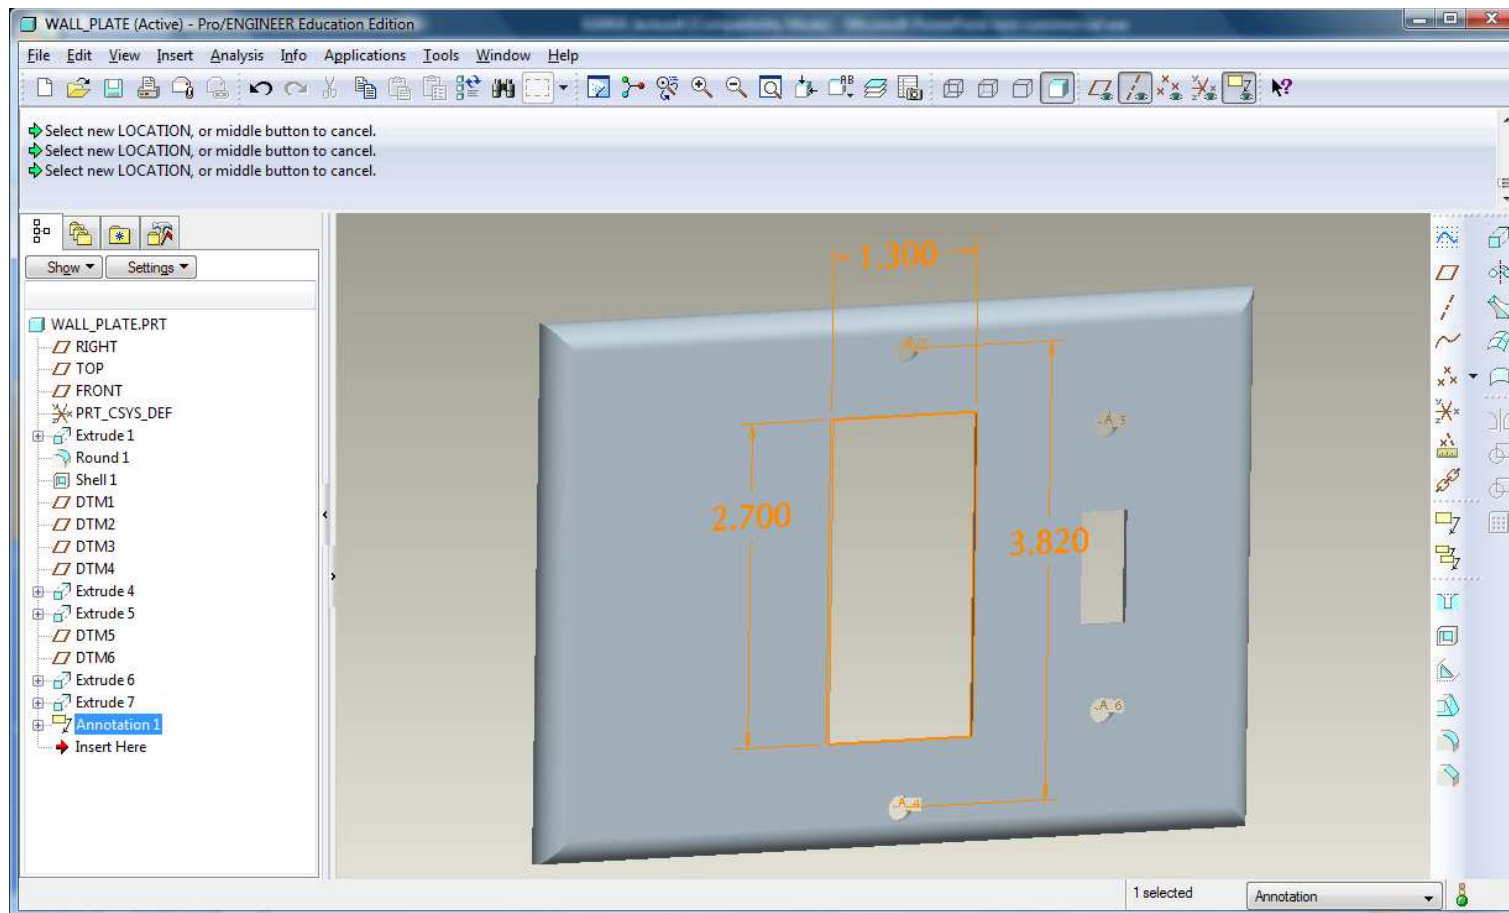 WALL_PLATE (Active) - Pro/ENGINEER Education Edition
File Edit View Insert Analysis Info Applications Tools Window Help
Select new LOCATION, or middle button to cancel.
Select new LOCATION, or middle button to cancel.
Select new LOCATION, or middle button to cancel.
Show Settings
WALL_PLATE.PRT
RIGHT
TOP
FRONT
PRT_CSYS_DEF
Extrude 1
Round 1
Shell 1
DTM1
DTM2
DTM3
DTM4
Extrude 4
Extrude 5
DTM5
DTM6
Extrude 6
Extrude 7
Annotation 1
Insert Here
1.300
A_5
2.700
3.820
A_6
A_4
1 selected
Annotation